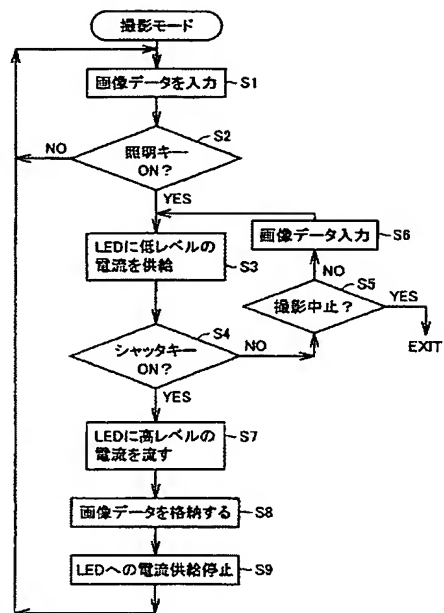 撮影モード
画像データを入力
S1
S2
照明キー
ON?
NO
YES
LEDに低レベルの
電流を供給
S3
画像データ入力
S6
NO
S5
撮影中止?
YES
EXIT
S4
シャッタキー
ON?
NO
YES
LEDに高レベルの
電流を流す
S7
画像データを格納する
S8
LEDへの電流供給停止
S9